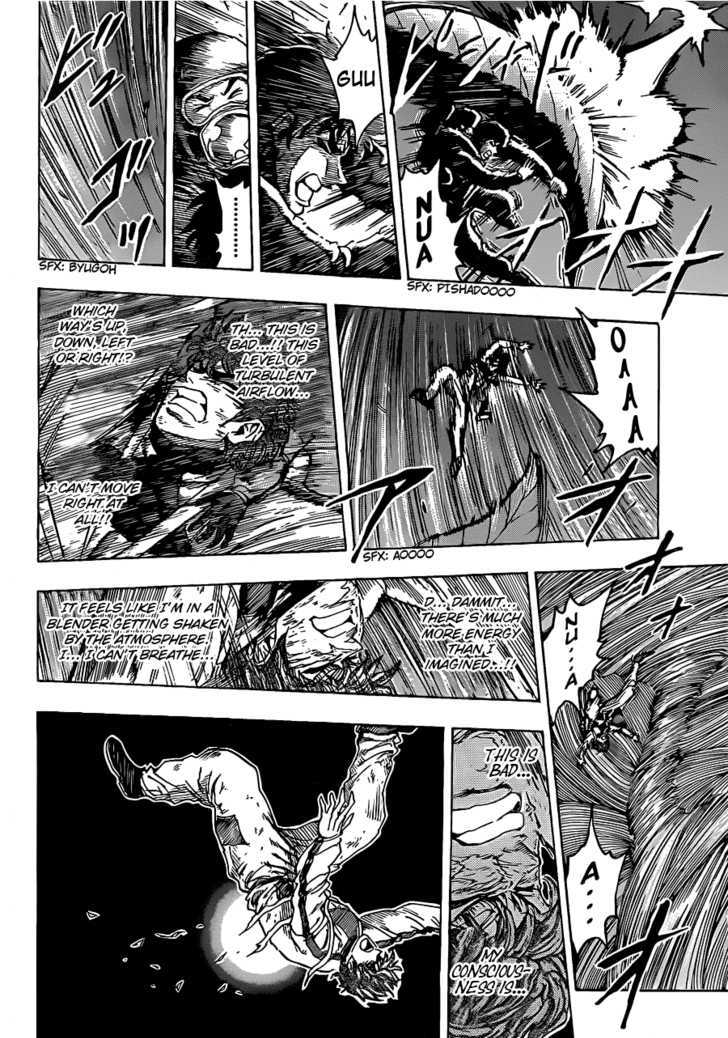 NUA
SFX: PISHADOOOO
GUU
.........
SFX: BYUGOH
OAAAA
SFX: AOOOO
TH... THIS IS
BAD...!! THIS
LEVEL OF
TURBULENT
AIRFLOW...
WHICH
WAY'S UP,
DOWN, LEFT
OR RIGHT!?
I CAN'T MOVE
RIGHT AT
ALL!!
NU...A
A...
D... DAMMIT...
THERE'S MUCH
MORE ENERGY
THAN I
IMAGINED...!!
IT FEELS LIKE I'M IN A
BLENDER GETTING SHAKEN
BY THE ATMOSPHERE.
I... I CAN'T BREATHE...
THIS IS
BAD...
MY
CONSCIOUS-
NESS IS...